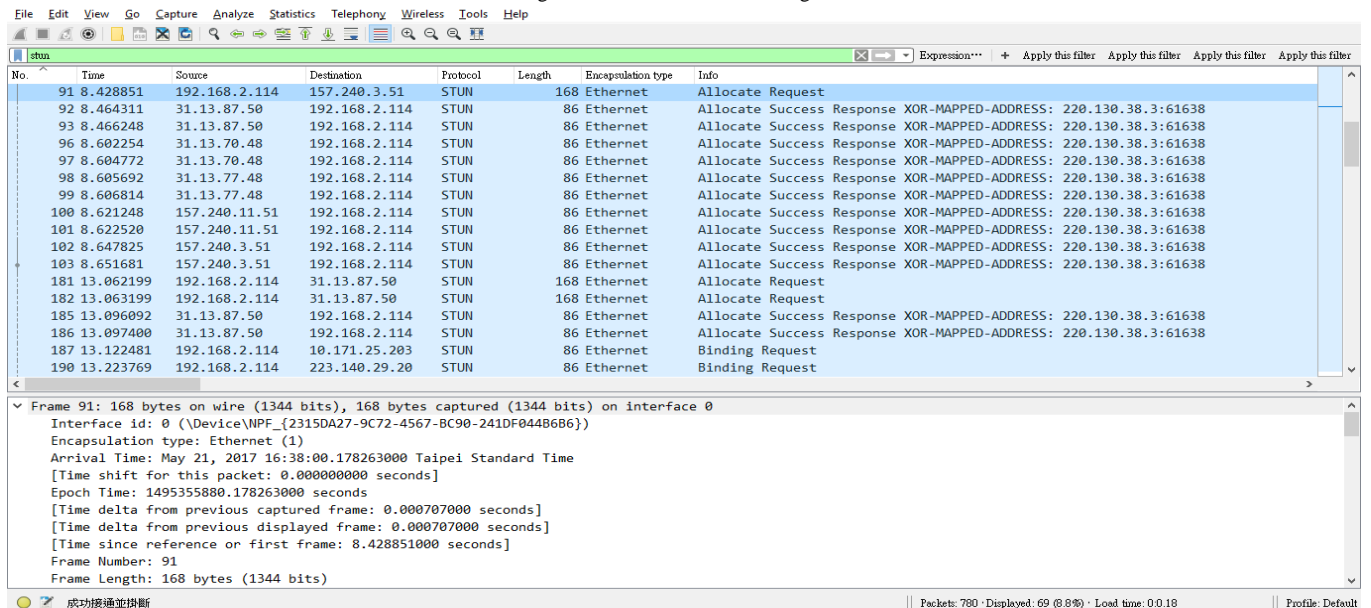 File Edit View Go Capture Analyze Statistics Telephony Wireless Tools Help
stun Expression… + Apply this filter Apply this filter Apply this filter Apply this filter
No. Time Source Destination Protocol Length Encapsulation type Info
91 8.428851 192.168.2.114 157.240.3.51 STUN 168 Ethernet Allocate Request
92 8.464311 31.13.87.50 192.168.2.114 STUN 86 Ethernet Allocate Success Response XOR-MAPPED-ADDRESS: 220.130.38.3:61638
93 8.466248 31.13.87.50 192.168.2.114 STUN 86 Ethernet Allocate Success Response XOR-MAPPED-ADDRESS: 220.130.38.3:61638
96 8.602254 31.13.70.48 192.168.2.114 STUN 86 Ethernet Allocate Success Response XOR-MAPPED-ADDRESS: 220.130.38.3:61638
97 8.604772 31.13.70.48 192.168.2.114 STUN 86 Ethernet Allocate Success Response XOR-MAPPED-ADDRESS: 220.130.38.3:61638
98 8.605692 31.13.77.48 192.168.2.114 STUN 86 Ethernet Allocate Success Response XOR-MAPPED-ADDRESS: 220.130.38.3:61638
99 8.606814 31.13.77.48 192.168.2.114 STUN 86 Ethernet Allocate Success Response XOR-MAPPED-ADDRESS: 220.130.38.3:61638
100 8.621248 157.240.11.51 192.168.2.114 STUN 86 Ethernet Allocate Success Response XOR-MAPPED-ADDRESS: 220.130.38.3:61638
101 8.622520 157.240.11.51 192.168.2.114 STUN 86 Ethernet Allocate Success Response XOR-MAPPED-ADDRESS: 220.130.38.3:61638
102 8.647825 157.240.3.51 192.168.2.114 STUN 86 Ethernet Allocate Success Response XOR-MAPPED-ADDRESS: 220.130.38.3:61638
103 8.651681 157.240.3.51 192.168.2.114 STUN 86 Ethernet Allocate Success Response XOR-MAPPED-ADDRESS: 220.130.38.3:61638
181 13.062199 192.168.2.114 31.13.87.50 STUN 168 Ethernet Allocate Request
182 13.063199 192.168.2.114 31.13.87.50 STUN 168 Ethernet Allocate Request
185 13.096092 31.13.87.50 192.168.2.114 STUN 86 Ethernet Allocate Success Response XOR-MAPPED-ADDRESS: 220.130.38.3:61638
186 13.097400 31.13.87.50 192.168.2.114 STUN 86 Ethernet Allocate Success Response XOR-MAPPED-ADDRESS: 220.130.38.3:61638
187 13.122481 192.168.2.114 10.171.25.203 STUN 86 Ethernet Binding Request
190 13.223769 192.168.2.114 223.140.29.20 STUN 86 Ethernet Binding Request
Frame 91: 168 bytes on wire (1344 bits), 168 bytes captured (1344 bits) on interface 0
Interface id: 0 (\Device\NPF_{2315DA27-9C72-4567-BC90-241DF044B6B6})
Encapsulation type: Ethernet (1)
Arrival Time: May 21, 2017 16:38:00.178263000 Taipei Standard Time
[Time shift for this packet: 0.000000000 seconds]
Epoch Time: 1495355880.178263000 seconds
[Time delta from previous captured frame: 0.000707000 seconds]
[Time delta from previous displayed frame: 0.000707000 seconds]
[Time since reference or first frame: 8.428851000 seconds]
Frame Number: 91
Frame Length: 168 bytes (1344 bits)
成功接通並掛斷 Packets: 780 · Displayed: 69 (8.8%) · Load time: 0:0.18 Profile: Default